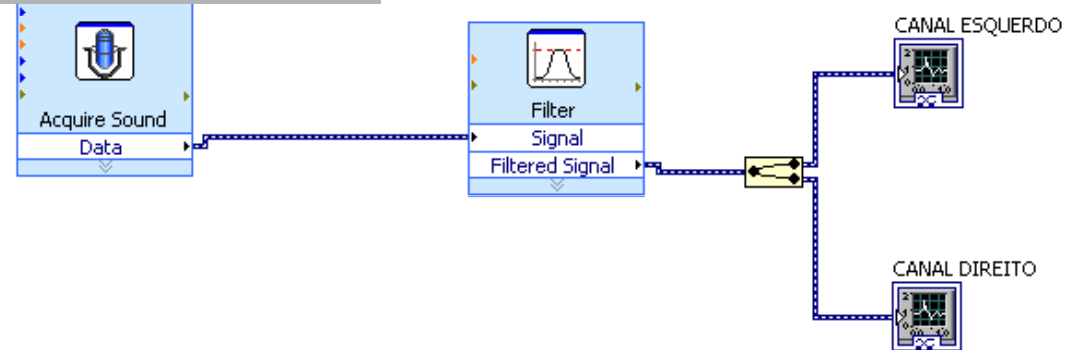 CANAL ESQUERDO
Acquire Sound
Data
Filter
Signal
Filtered Signal
CANAL DIREITO